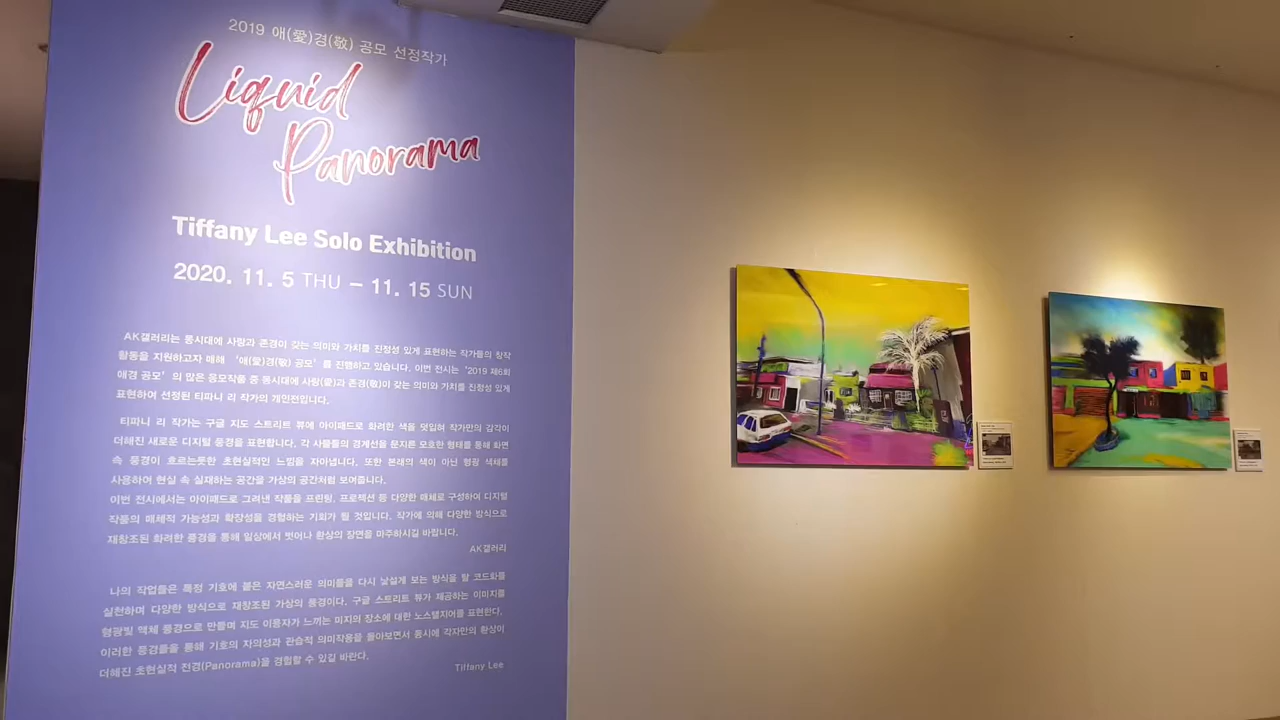 2019 애(愛)경(敬) 공모 선정작가
Liquid
Panorama
Tiffany Lee Solo Exhibition
2020. 11. 5 THU – 11. 15 SUN
AK갤러리는 동시대에 사랑과 존경이 갖는 의미와 가치를 진정성 있게 표현하는 작가들의 창작
활동을 지원하고자 매해 '애(愛)경(敬) 공모'를 진행하고 있습니다. 이번 전시는 '2019 제6회
애경 공모'의 많은 응모작품 중 동시대에 사랑(愛)과 존경(敬)이 갖는 의미와 가치를 진정성 있게
표현하여 선정된 티파니 리 작가의 개인전입니다.
티파니 리 작가는 구글 지도 스트리트 뷰에 아이패드로 화려한 색을 덧입혀 작가만의 감각이
더해진 새로운 디지털 풍경을 표현합니다. 각 사물들의 경계선을 문지른 모호한 형태를 통해 화면
속 풍경이 흐르는듯한 초현실적인 느낌을 자아냅니다. 또한 본래의 색이 아닌 형광 색채를
사용하여 현실 속 실재하는 공간을 가상의 공간처럼 보여줍니다.
이번 전시에서는 아이패드로 그려낸 작품을 프린팅, 프로젝션 등 다양한 매체로 구성하여 디지털
작품의 매체적 가능성과 확장성을 경험하는 기회가 될 것입니다. 작가에 의해 다양한 방식으로
재창조된 화려한 풍경을 통해 일상에서 벗어나 환상의 장면을 마주하시길 바랍니다.
AK갤러리
나의 작업들은 특정 기호에 붙은 자연스러운 의미들을 다시 낯설게 보는 방식을 탈 코드화를
실천하며 다양한 방식으로 재창조된 가상의 풍경이다. 구글 스트리트 뷰가 제공하는 이미지를
형광빛 액체 풍경으로 만들며 지도 이용자가 느끼는 미지의 장소에 대한 노스탤지어를 표현한다.
이러한 풍경들을 통해 기호의 자의성과 관습적 의미작용을 돌아보면서 동시에 각자만의 환상이
더해진 초현실적 전경(Panorama)을 경험할 수 있길 바란다.
Tiffany Lee